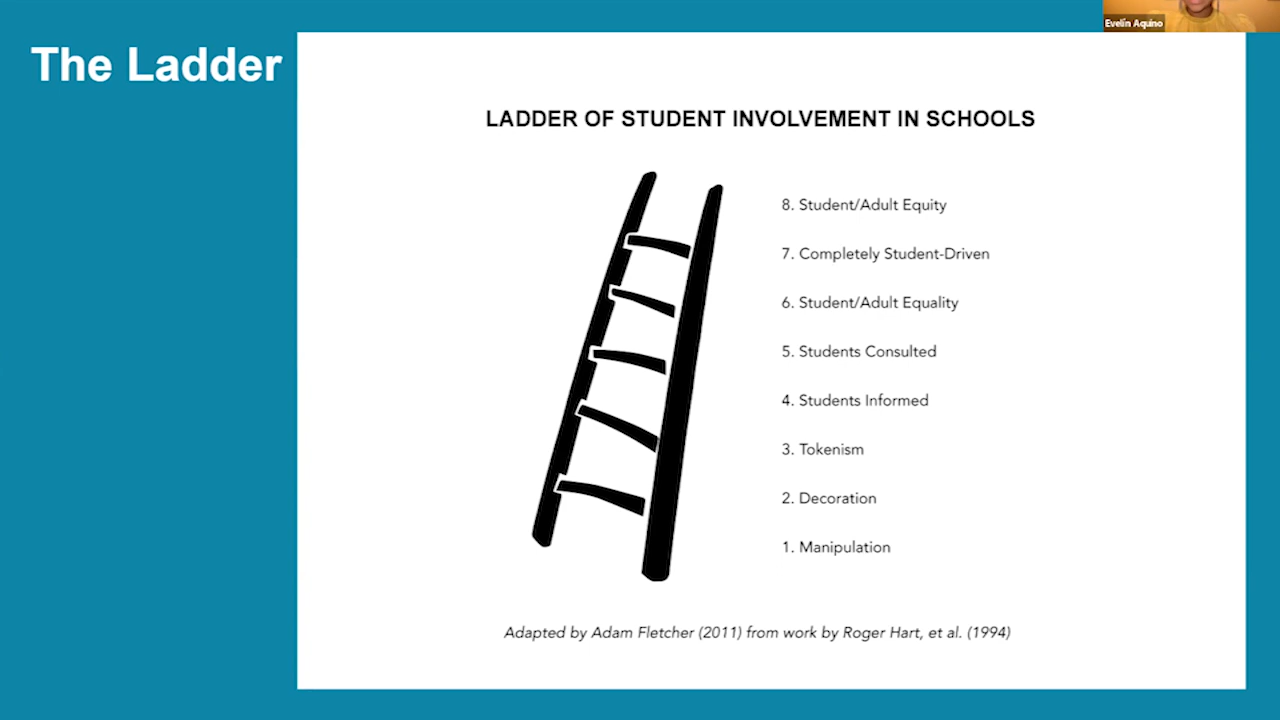 Evelín Aquino
The Ladder
LADDER OF STUDENT INVOLVEMENT IN SCHOOLS
8. Student/Adult Equity
7. Completely Student-Driven
6. Student/Adult Equality
5. Students Consulted
4. Students Informed
3. Tokenism
2. Decoration
1. Manipulation
Adapted by Adam Fletcher (2011) from work by Roger Hart, et al. (1994)